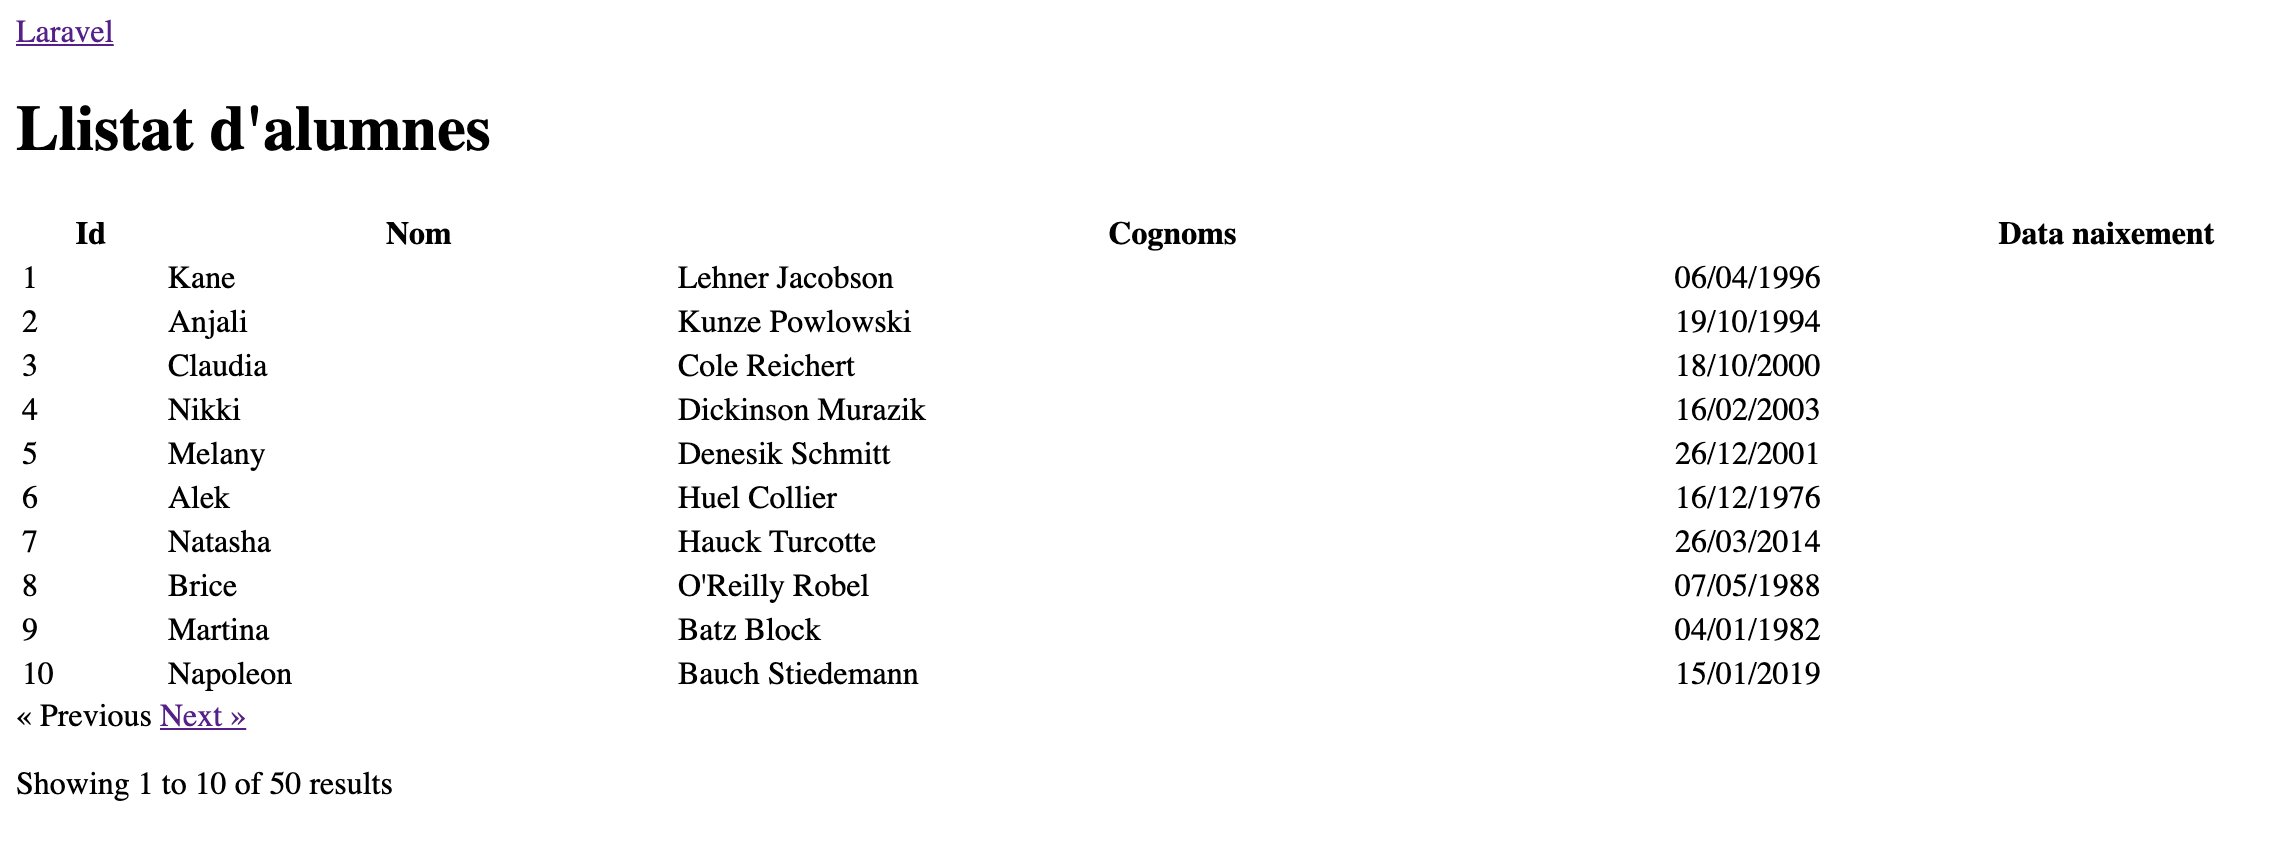 Laravel
Llistat d'alumnes
Id Nom Cognoms Data naixement
1 Kane Lehner Jacobson 06/04/1996
2 Anjali Kunze Powlowski 19/10/1994
3 Claudia Cole Reichert 18/10/2000
4 Nikki Dickinson Murazik 16/02/2003
5 Melany Denesik Schmitt 26/12/2001
6 Alek Huel Collier 16/12/1976
7 Natasha Hauck Turcotte 26/03/2014
8 Brice O'Reilly Robel 07/05/1988
9 Martina Batz Block 04/01/1982
10 Napoleon Bauch Stiedemann 15/01/2019
« Previous Next »
Showing 1 to 10 of 50 results